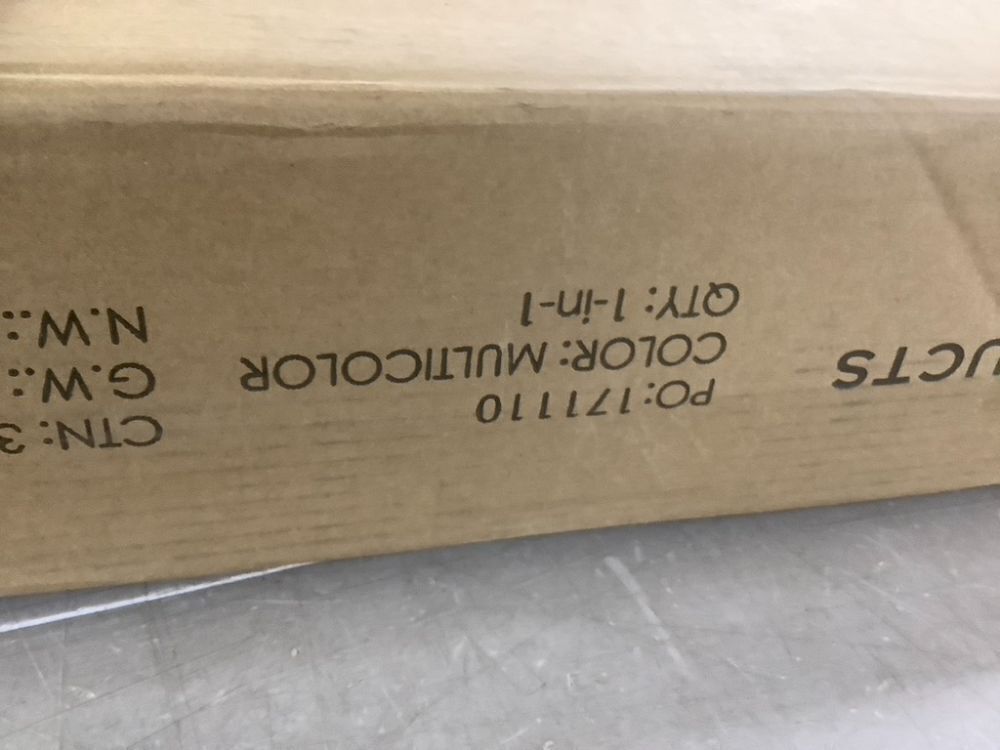 UCTS
PO:171110
COLOR: MULTICOLOR
QTY: 1-in-1
CTN: 3
G.W.:
N.W.: